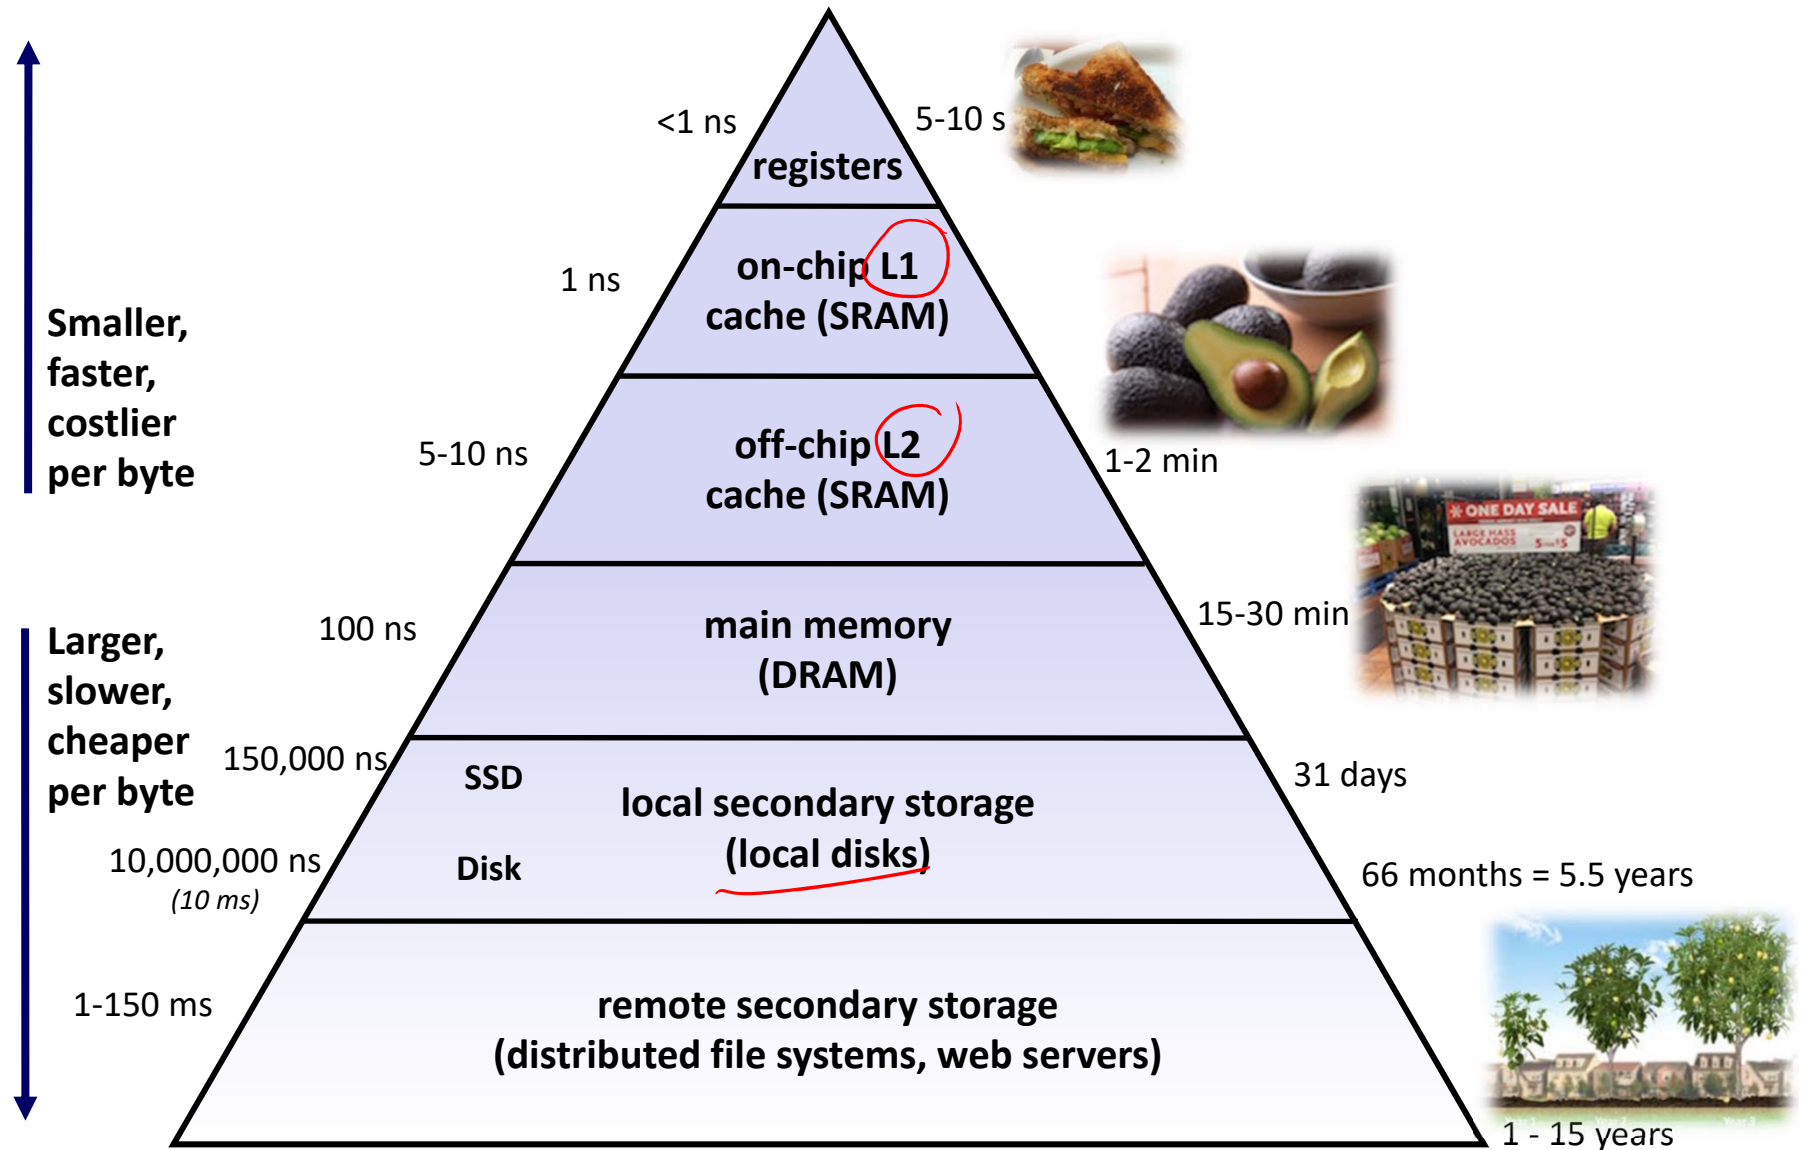 <1 ns
5-10 s
registers
on-chip L1
cache (SRAM)
1 ns
Smaller,
faster,
costlier
per byte
5-10 ns
off-chip L2
cache (SRAM)
1-2 min
ONE DAY SALE
LARGE HASS
AVOCADOS
Larger,
slower,
cheaper
per byte
100 ns
main memory
(DRAM)
15-30 min
150,000 ns
SSD
local secondary storage
(local disks)
31 days
10,000,000 ns
(10 ms)
Disk
66 months = 5.5 years
1-150 ms
remote secondary storage
(distributed file systems, web servers)
1 - 15 years